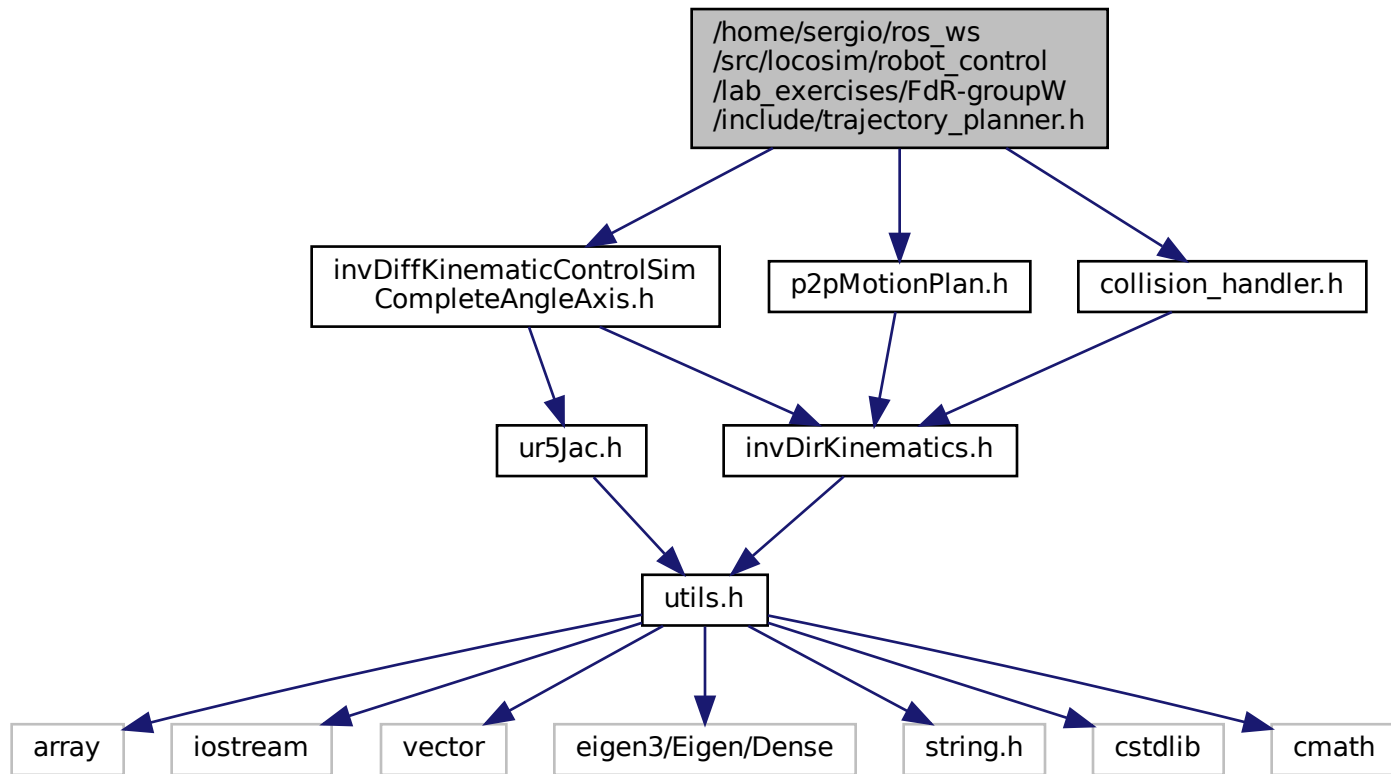 /home/sergio/ros_ws
/src/locosim/robot_control
/lab_exercises/FdR-groupW
/include/trajectory_planner.h
invDiffKinematicControlSim
CompleteAngleAxis.h
p2pMotionPlan.h
collision_handler.h
ur5Jac.h
invDirKinematics.h
utils.h
array
iostream
vector
eigen3/Eigen/Dense
string.h
cstdlib
cmath